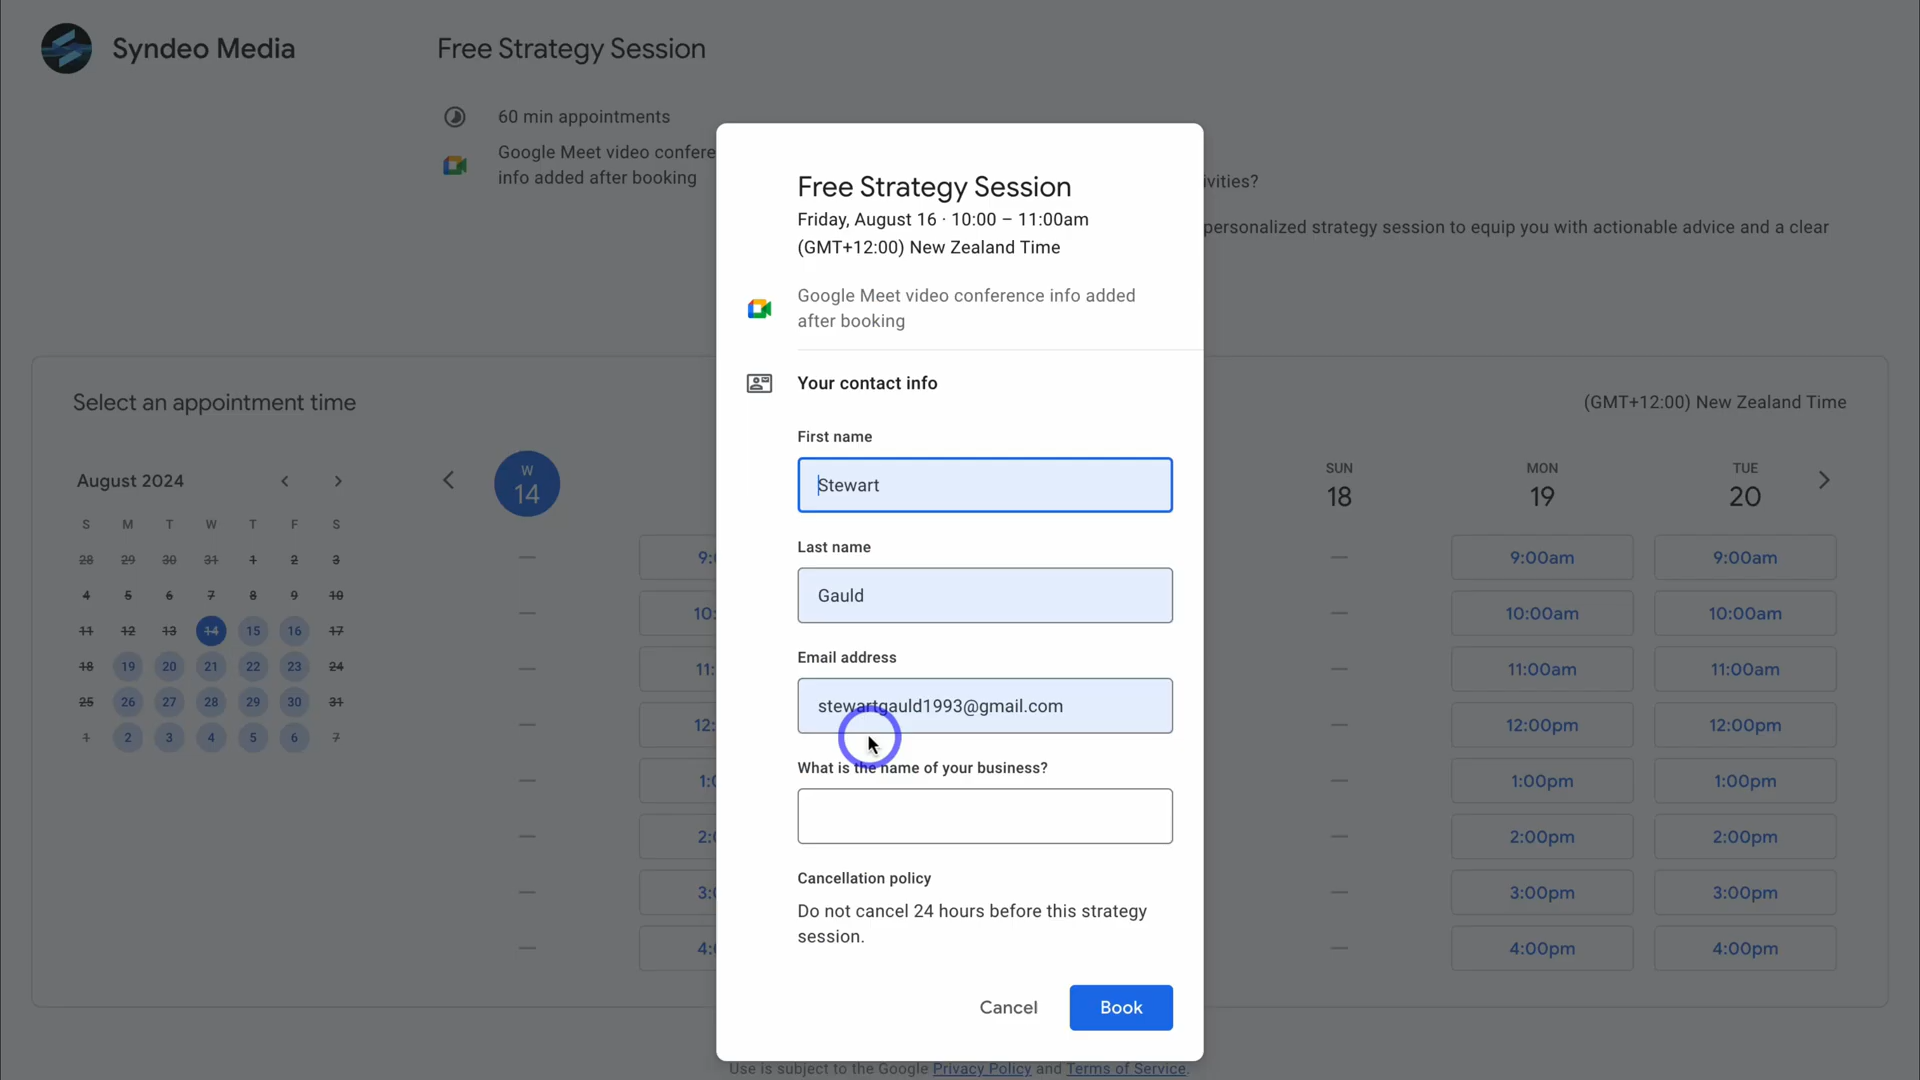 Syndeo Media
Free Strategy Session
60 min appointments
Google Meet video confere
info added after booking
ivities?
personalized strategy session to equip you with actionable advice and a clear
Free Strategy Session
Friday, August 16 · 10:00 – 11:00am
(GMT+12:00) New Zealand Time
Google Meet video conference info added
after booking
Your contact info
First name
Stewart
Last name
Gauld
Email address
stewartgauld1993@gmail.com
What is the name of your business?
Cancellation policy
Do not cancel 24 hours before this strategy
session.
Cancel
Book
Select an appointment time
(GMT+12:00) New Zealand Time
August 2024
S M T W T F S
28 29 30 31 1 2 3
4 5 6 7 8 9 10
11 12 13 14 15 16 17
18 19 20 21 22 23 24
25 26 27 28 29 30 31
1 2 3 4 5 6 7
W
14
9:
10:
11:
12:
1:
2:
3:
4:
SUN
18
MON
19
9:00am
10:00am
11:00am
12:00pm
1:00pm
2:00pm
3:00pm
4:00pm
TUE
20
9:00am
10:00am
11:00am
12:00pm
1:00pm
2:00pm
3:00pm
4:00pm
Use is subject to the Google Privacy Policy and Terms of Service.